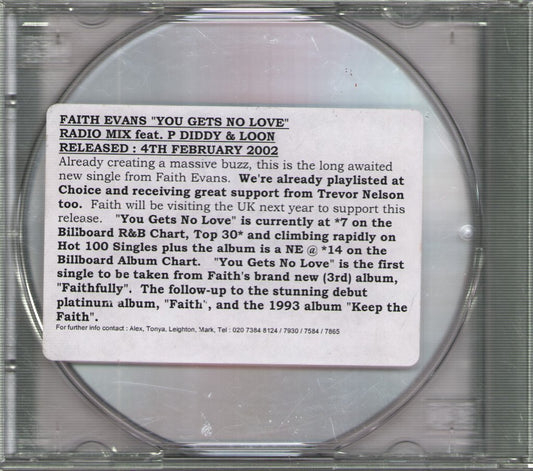 FAITH EVANS "YOU GETS NO LOVE"
RADIO MIX feat. P DIDDY & LOON
RELEASED : 4TH FEBRUARY 2002
Already creating a massive buzz, this is the long awaited
new single from Faith Evans. We're already playlisted at
Choice and receiving great support from Trevor Nelson
too. Faith will be visiting the UK next year to support this
release. "You Gets No Love" is currently at *7 on the
Billboard R&B Chart, Top 30* and climbing rapidly on
Hot 100 Singles plus the album is a NE @ *14 on the
Billboard Album Chart. "You Gets No Love" is the first
single to be taken from Faith's brand new (3rd) album,
"Faithfully". The follow-up to the stunning debut
platinum album, "Faith", and the 1993 album "Keep the
Faith".
For further info contact : Alex, Tonya, Leighton, Mark, Tel : 020 7384 8124 / 7930 / 7584 / 7865